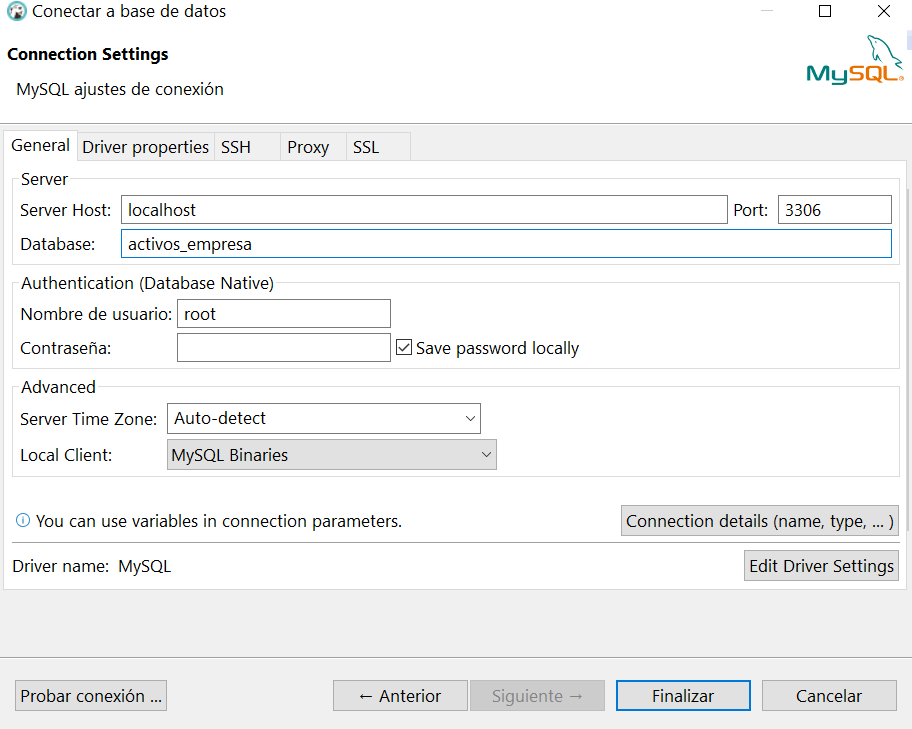 Conectar a base de datos
Connection Settings
MySQL ajustes de conexión
MySQL®
General Driver properties SSH Proxy SSL
Server
Server Host: localhost Port: 3306
Database: activos_empresa
Authentication (Database Native)
Nombre de usuario: root
Contraseña: Save password locally
Advanced
Server Time Zone: Auto-detect
Local Client: MySQL Binaries
You can use variables in connection parameters. Connection details (name, type, ... )
Driver name: MySQL Edit Driver Settings
Probar conexión ... ← Anterior Siguiente → Finalizar Cancelar